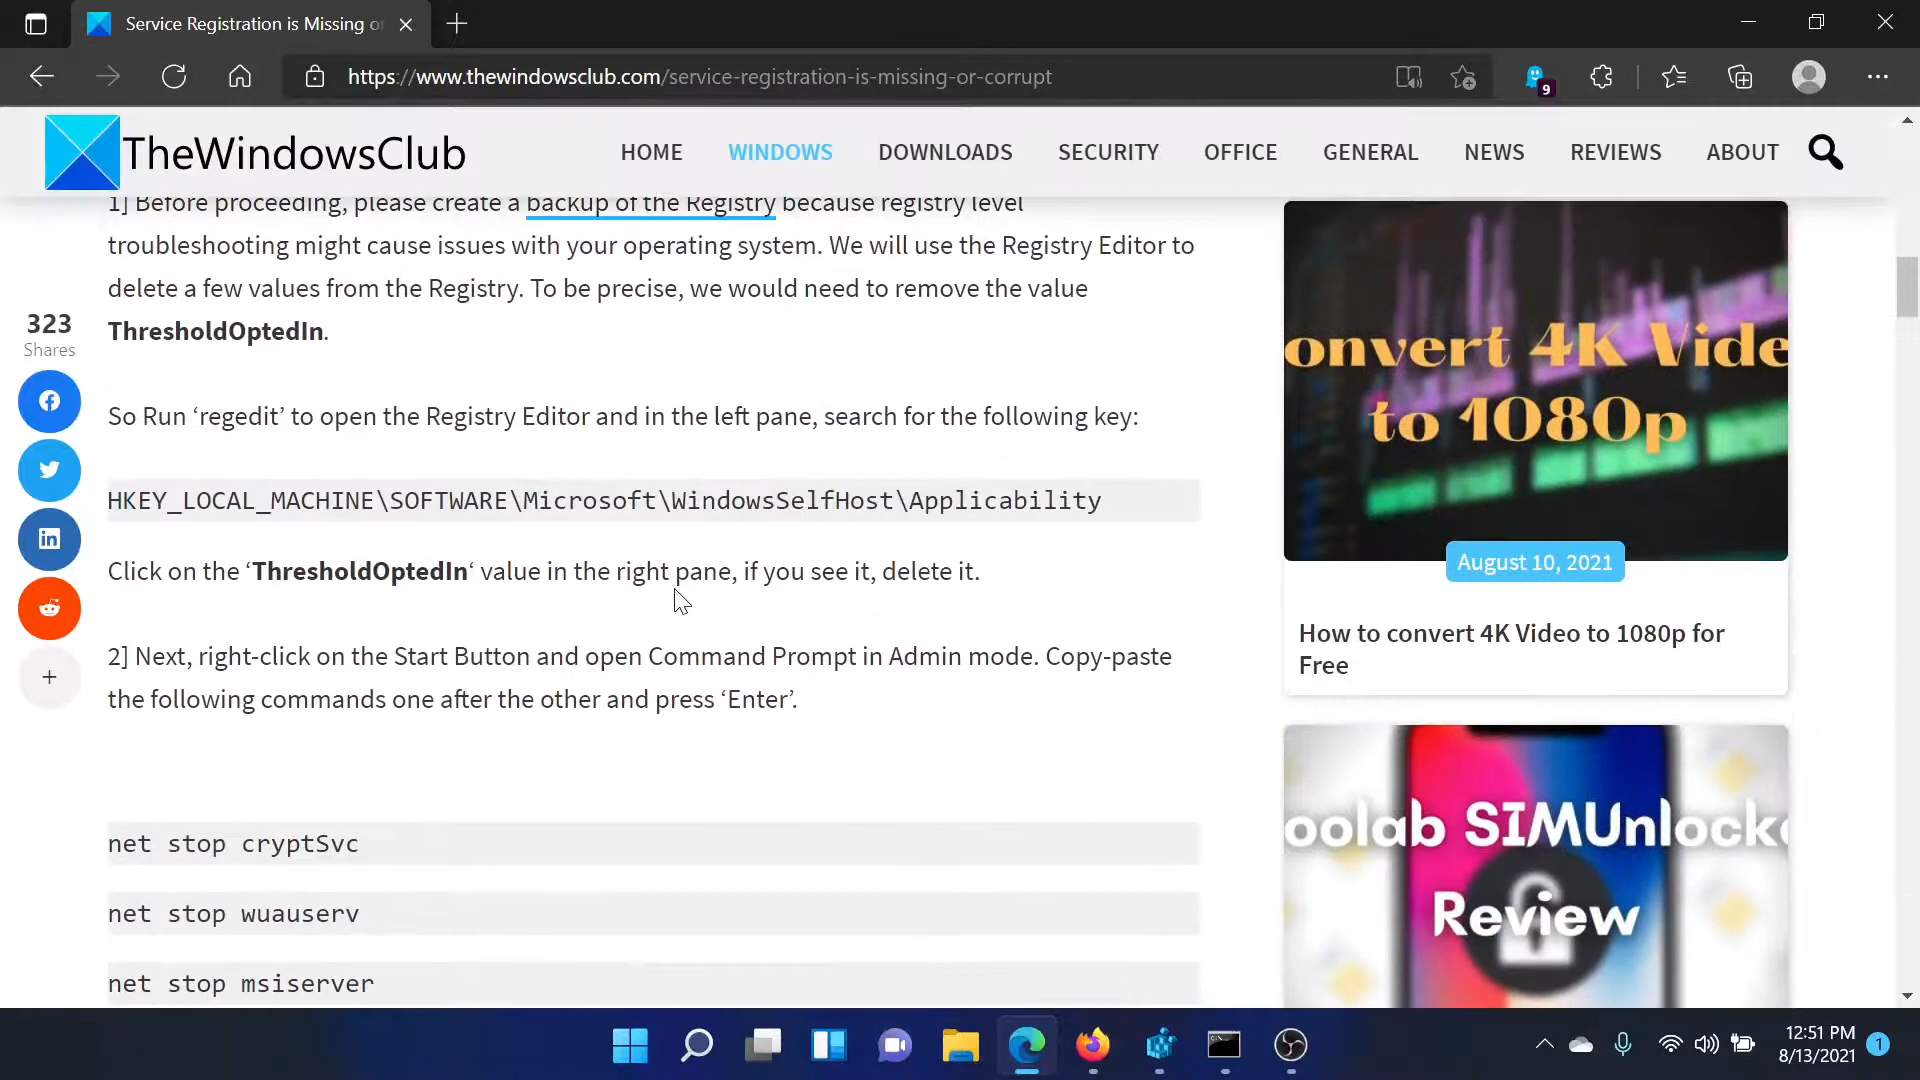 Service Registration is Missing or
https://www.thewindowsclub.com/service-registration-is-missing-or-corrupt
9
TheWindowsClub
HOME WINDOWS DOWNLOADS SECURITY OFFICE GENERAL NEWS REVIEWS ABOUT
1] Before proceeding, please create a backup of the Registry because registry level
troubleshooting might cause issues with your operating system. We will use the Registry Editor to
delete a few values from the Registry. To be precise, we would need to remove the value
ThresholdOptedIn.
323
Shares
So Run ‘regedit’ to open the Registry Editor and in the left pane, search for the following key:
HKEY_LOCAL_MACHINE\SOFTWARE\Microsoft\WindowsSelfHost\Applicability
Click on the ‘ThresholdOptedIn‘ value in the right pane, if you see it, delete it.
2] Next, right-click on the Start Button and open Command Prompt in Admin mode. Copy-paste
the following commands one after the other and press ‘Enter’.
net stop cryptSvc
net stop wuauserv
net stop msiserver
onvert 4K Vide
to 1080p
August 10, 2021
How to convert 4K Video to 1080p for
Free
oolab SIMUnlocke
Review
12:51 PM
8/13/2021
1